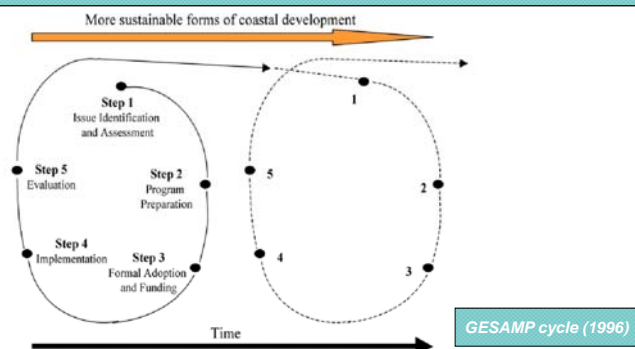 More sustainable forms of coastal development
Step 1
Issue Identification
and Assessment
Step 5
Evaluation
Step 2
Program
Preparation
Step 4
Implementation
Step 3
Formal Adoption
and Funding
1
5
2
4
3
Time
GESAMP cycle (1996)